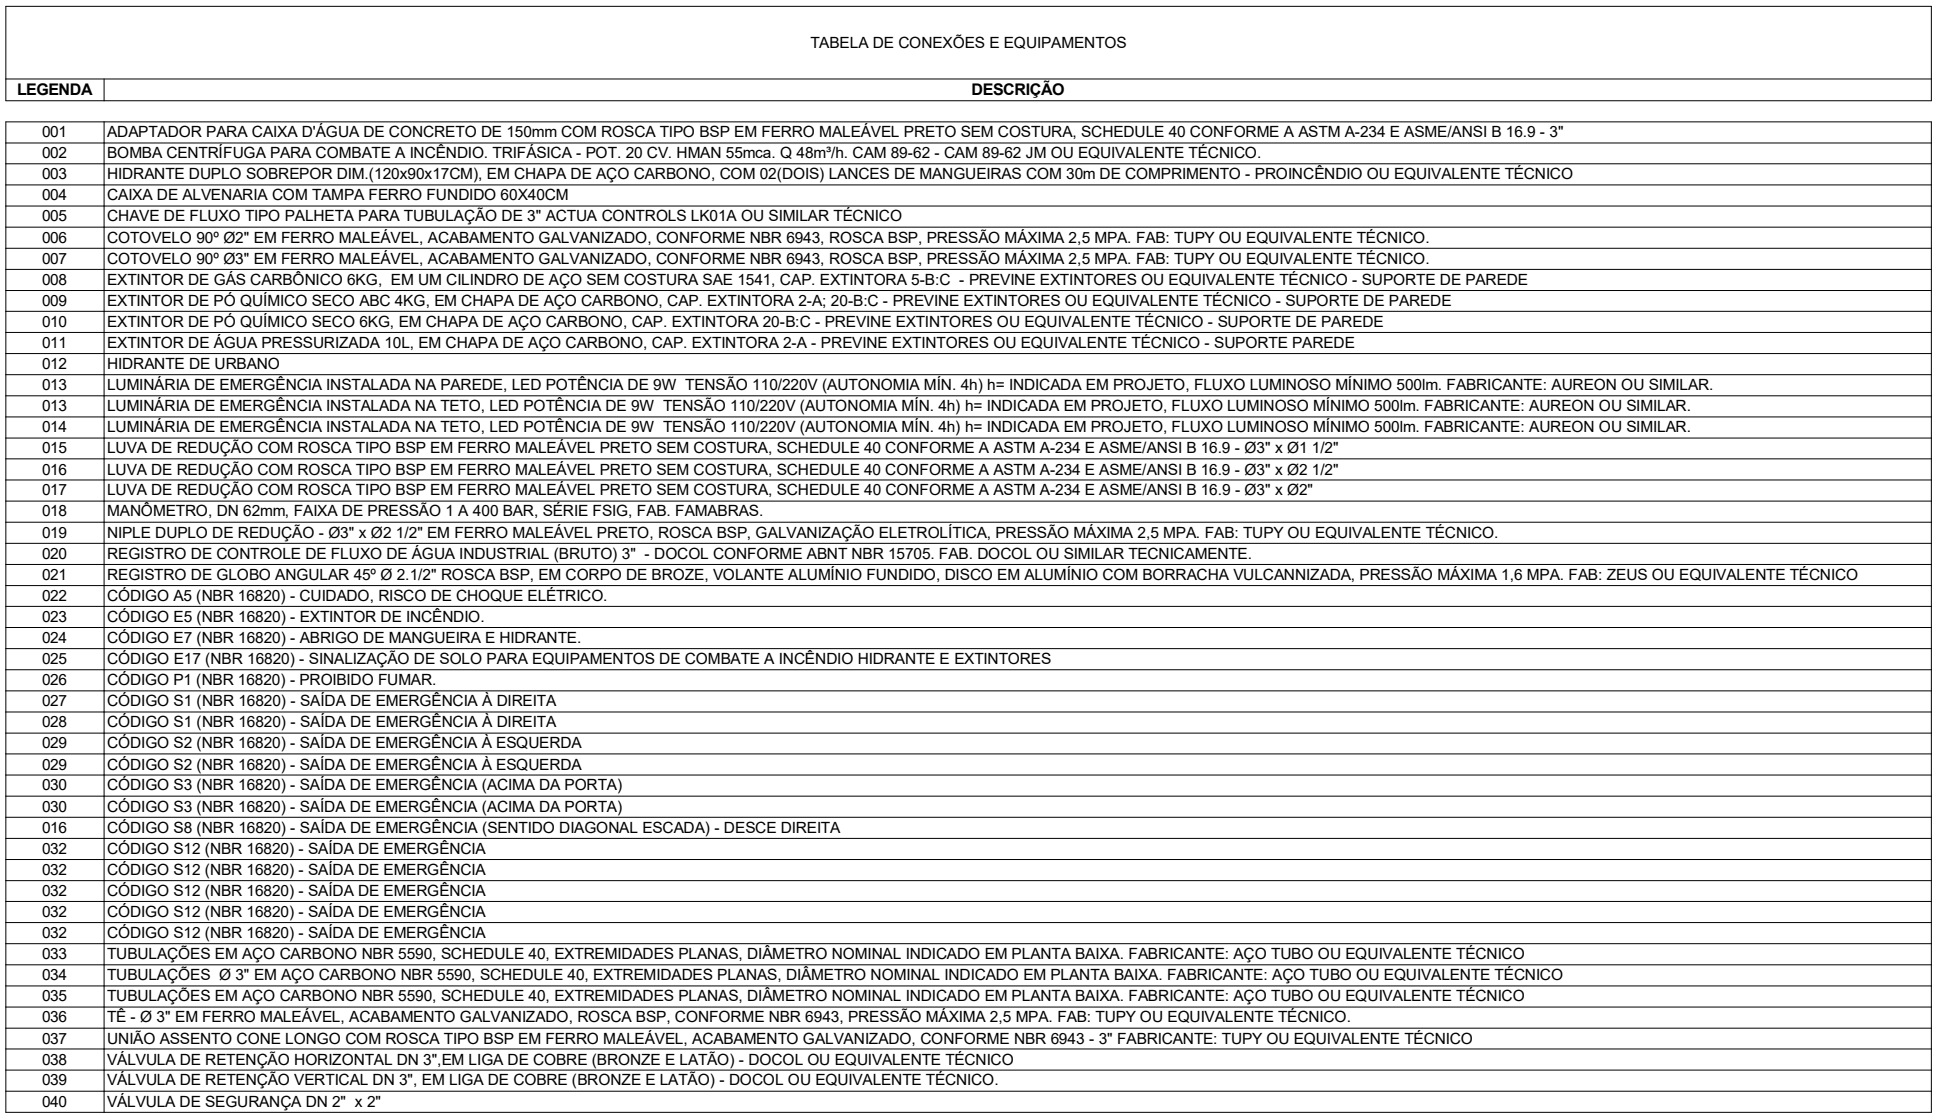 TABELA DE CONEXÕES E EQUIPAMENTOS
LEGENDA DESCRIÇÃO
001 ADAPTADOR PARA CAIXA D'ÁGUA DE CONCRETO DE 150mm COM ROSCA TIPO BSP EM FERRO MALEÁVEL PRETO SEM COSTURA, SCHEDULE 40 CONFORME A ASTM A-234 E ASME/ANSI B 16.9 - 3"
002 BOMBA CENTRÍFUGA PARA COMBATE A INCÊNDIO. TRIFÁSICA - POT. 20 CV. HMAN 55mca. Q 48m³/h. CAM 89-62 - CAM 89-62 JM OU EQUIVALENTE TÉCNICO.
003 HIDRANTE DUPLO SOBREPOR DIM.(120x90x17CM), EM CHAPA DE AÇO CARBONO, COM 02(DOIS) LANCES DE MANGUEIRAS COM 30m DE COMPRIMENTO - PROINCÊNDIO OU EQUIVALENTE TÉCNICO
004 CAIXA DE ALVENARIA COM TAMPA FERRO FUNDIDO 60X40CM
005 CHAVE DE FLUXO TIPO PALHETA PARA TUBULAÇÃO DE 3" ACTUA CONTROLS LK01A OU SIMILAR TÉCNICO
006 COTOVELO 90º Ø2" EM FERRO MALEÁVEL, ACABAMENTO GALVANIZADO, CONFORME NBR 6943, ROSCA BSP, PRESSÃO MÁXIMA 2,5 MPA. FAB: TUPY OU EQUIVALENTE TÉCNICO.
007 COTOVELO 90º Ø3" EM FERRO MALEÁVEL, ACABAMENTO GALVANIZADO, CONFORME NBR 6943, ROSCA BSP, PRESSÃO MÁXIMA 2,5 MPA. FAB: TUPY OU EQUIVALENTE TÉCNICO.
008 EXTINTOR DE GÁS CARBÔNICO 6KG, EM UM CILINDRO DE AÇO SEM COSTURA SAE 1541, CAP. EXTINTORA 5-B:C - PREVINE EXTINTORES OU EQUIVALENTE TÉCNICO - SUPORTE DE PAREDE
009 EXTINTOR DE PÓ QUÍMICO SECO ABC 4KG, EM CHAPA DE AÇO CARBONO, CAP. EXTINTORA 2-A; 20-B:C - PREVINE EXTINTORES OU EQUIVALENTE TÉCNICO - SUPORTE DE PAREDE
010 EXTINTOR DE PÓ QUÍMICO SECO 6KG, EM CHAPA DE AÇO CARBONO, CAP. EXTINTORA 20-B:C - PREVINE EXTINTORES OU EQUIVALENTE TÉCNICO - SUPORTE DE PAREDE
011 EXTINTOR DE ÁGUA PRESSURIZADA 10L, EM CHAPA DE AÇO CARBONO, CAP. EXTINTORA 2-A - PREVINE EXTINTORES OU EQUIVALENTE TÉCNICO - SUPORTE PAREDE
012 HIDRANTE DE URBANO
013 LUMINÁRIA DE EMERGÊNCIA INSTALADA NA PAREDE, LED POTÊNCIA DE 9W TENSÃO 110/220V (AUTONOMIA MÍN. 4h) h= INDICADA EM PROJETO, FLUXO LUMINOSO MÍNIMO 500lm. FABRICANTE: AUREON OU SIMILAR.
013 LUMINÁRIA DE EMERGÊNCIA INSTALADA NA TETO, LED POTÊNCIA DE 9W TENSÃO 110/220V (AUTONOMIA MÍN. 4h) h= INDICADA EM PROJETO, FLUXO LUMINOSO MÍNIMO 500lm. FABRICANTE: AUREON OU SIMILAR.
014 LUMINÁRIA DE EMERGÊNCIA INSTALADA NA TETO, LED POTÊNCIA DE 9W TENSÃO 110/220V (AUTONOMIA MÍN. 4h) h= INDICADA EM PROJETO, FLUXO LUMINOSO MÍNIMO 500lm. FABRICANTE: AUREON OU SIMILAR.
015 LUVA DE REDUÇÃO COM ROSCA TIPO BSP EM FERRO MALEÁVEL PRETO SEM COSTURA, SCHEDULE 40 CONFORME A ASTM A-234 E ASME/ANSI B 16.9 - Ø3" x Ø1 1/2"
016 LUVA DE REDUÇÃO COM ROSCA TIPO BSP EM FERRO MALEÁVEL PRETO SEM COSTURA, SCHEDULE 40 CONFORME A ASTM A-234 E ASME/ANSI B 16.9 - Ø3" x Ø2 1/2"
017 LUVA DE REDUÇÃO COM ROSCA TIPO BSP EM FERRO MALEÁVEL PRETO SEM COSTURA, SCHEDULE 40 CONFORME A ASTM A-234 E ASME/ANSI B 16.9 - Ø3" x Ø2"
018 MANÔMETRO, DN 62mm, FAIXA DE PRESSÃO 1 A 400 BAR, SÉRIE FSIG, FAB. FAMABRAS.
019 NIPLE DUPLO DE REDUÇÃO - Ø3" x Ø2 1/2" EM FERRO MALEÁVEL PRETO, ROSCA BSP, GALVANIZAÇÃO ELETROLÍTICA, PRESSÃO MÁXIMA 2,5 MPA. FAB: TUPY OU EQUIVALENTE TÉCNICO.
020 REGISTRO DE CONTROLE DE FLUXO DE ÁGUA INDUSTRIAL (BRUTO) 3" - DOCOL CONFORME ABNT NBR 15705. FAB. DOCOL OU SIMILAR TECNICAMENTE.
021 REGISTRO DE GLOBO ANGULAR 45º Ø 2.1/2" ROSCA BSP, EM CORPO DE BROZE, VOLANTE ALUMÍNIO FUNDIDO, DISCO EM ALUMÍNIO COM BORRACHA VULCANNIZADA, PRESSÃO MÁXIMA 1,6 MPA. FAB: ZEUS OU EQUIVALENTE TÉCNICO
022 CÓDIGO A5 (NBR 16820) - CUIDADO, RISCO DE CHOQUE ELÉTRICO.
023 CÓDIGO E5 (NBR 16820) - EXTINTOR DE INCÊNDIO.
024 CÓDIGO E7 (NBR 16820) - ABRIGO DE MANGUEIRA E HIDRANTE.
025 CÓDIGO E17 (NBR 16820) - SINALIZAÇÃO DE SOLO PARA EQUIPAMENTOS DE COMBATE A INCÊNDIO HIDRANTE E EXTINTORES
026 CÓDIGO P1 (NBR 16820) - PROIBIDO FUMAR.
027 CÓDIGO S1 (NBR 16820) - SAÍDA DE EMERGÊNCIA À DIREITA
028 CÓDIGO S1 (NBR 16820) - SAÍDA DE EMERGÊNCIA À DIREITA
029 CÓDIGO S2 (NBR 16820) - SAÍDA DE EMERGÊNCIA À ESQUERDA
029 CÓDIGO S2 (NBR 16820) - SAÍDA DE EMERGÊNCIA À ESQUERDA
030 CÓDIGO S3 (NBR 16820) - SAÍDA DE EMERGÊNCIA (ACIMA DA PORTA)
030 CÓDIGO S3 (NBR 16820) - SAÍDA DE EMERGÊNCIA (ACIMA DA PORTA)
016 CÓDIGO S8 (NBR 16820) - SAÍDA DE EMERGÊNCIA (SENTIDO DIAGONAL ESCADA) - DESCE DIREITA
032 CÓDIGO S12 (NBR 16820) - SAÍDA DE EMERGÊNCIA
032 CÓDIGO S12 (NBR 16820) - SAÍDA DE EMERGÊNCIA
032 CÓDIGO S12 (NBR 16820) - SAÍDA DE EMERGÊNCIA
032 CÓDIGO S12 (NBR 16820) - SAÍDA DE EMERGÊNCIA
032 CÓDIGO S12 (NBR 16820) - SAÍDA DE EMERGÊNCIA
033 TUBULAÇÕES EM AÇO CARBONO NBR 5590, SCHEDULE 40, EXTREMIDADES PLANAS, DIÂMETRO NOMINAL INDICADO EM PLANTA BAIXA. FABRICANTE: AÇO TUBO OU EQUIVALENTE TÉCNICO
034 TUBULAÇÕES Ø 3" EM AÇO CARBONO NBR 5590, SCHEDULE 40, EXTREMIDADES PLANAS, DIÂMETRO NOMINAL INDICADO EM PLANTA BAIXA. FABRICANTE: AÇO TUBO OU EQUIVALENTE TÉCNICO
035 TUBULAÇÕES EM AÇO CARBONO NBR 5590, SCHEDULE 40, EXTREMIDADES PLANAS, DIÂMETRO NOMINAL INDICADO EM PLANTA BAIXA. FABRICANTE: AÇO TUBO OU EQUIVALENTE TÉCNICO
036 TÊ - Ø 3" EM FERRO MALEÁVEL, ACABAMENTO GALVANIZADO, ROSCA BSP, CONFORME NBR 6943, PRESSÃO MÁXIMA 2,5 MPA. FAB: TUPY OU EQUIVALENTE TÉCNICO.
037 UNIÃO ASSENTO CONE LONGO COM ROSCA TIPO BSP EM FERRO MALEÁVEL, ACABAMENTO GALVANIZADO, CONFORME NBR 6943 - 3" FABRICANTE: TUPY OU EQUIVALENTE TÉCNICO
038 VÁLVULA DE RETENÇÃO HORIZONTAL DN 3",EM LIGA DE COBRE (BRONZE E LATÃO) - DOCOL OU EQUIVALENTE TÉCNICO
039 VÁLVULA DE RETENÇÃO VERTICAL DN 3", EM LIGA DE COBRE (BRONZE E LATÃO) - DOCOL OU EQUIVALENTE TÉCNICO.
040 VÁLVULA DE SEGURANÇA DN 2" x 2"